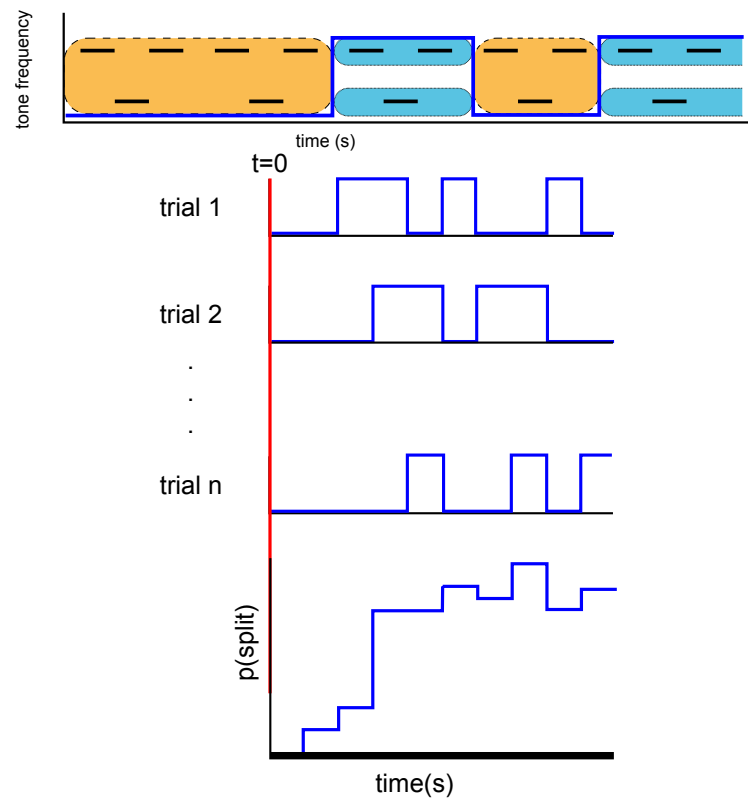 tone frequency
time (s)
t=0
trial 1
trial 2
.
.
.
trial n
p(split)
time(s)